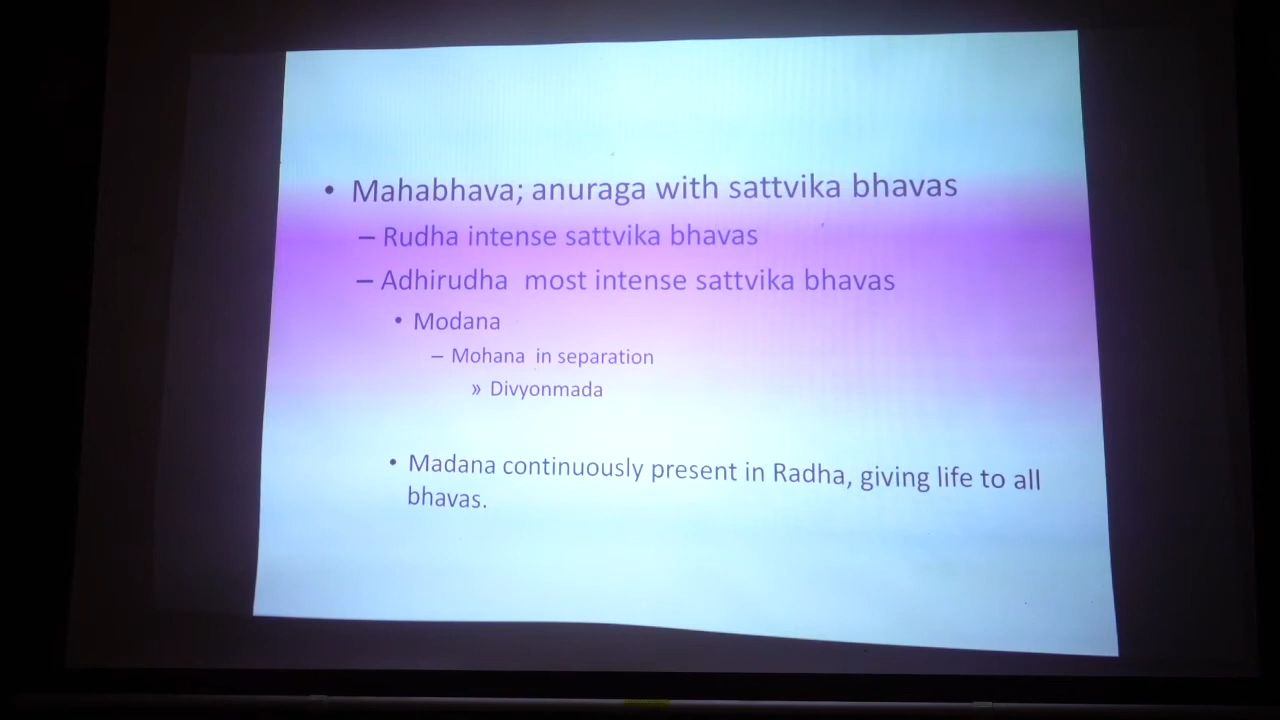 • Mahabhava; anuraga with sattvika bhavas
– Rudha intense sattvika bhavas
– Adhirudha most intense sattvika bhavas
• Modana
– Mohana in separation
» Divyonmada
• Madana continuously present in Radha, giving life to all
bhavas.